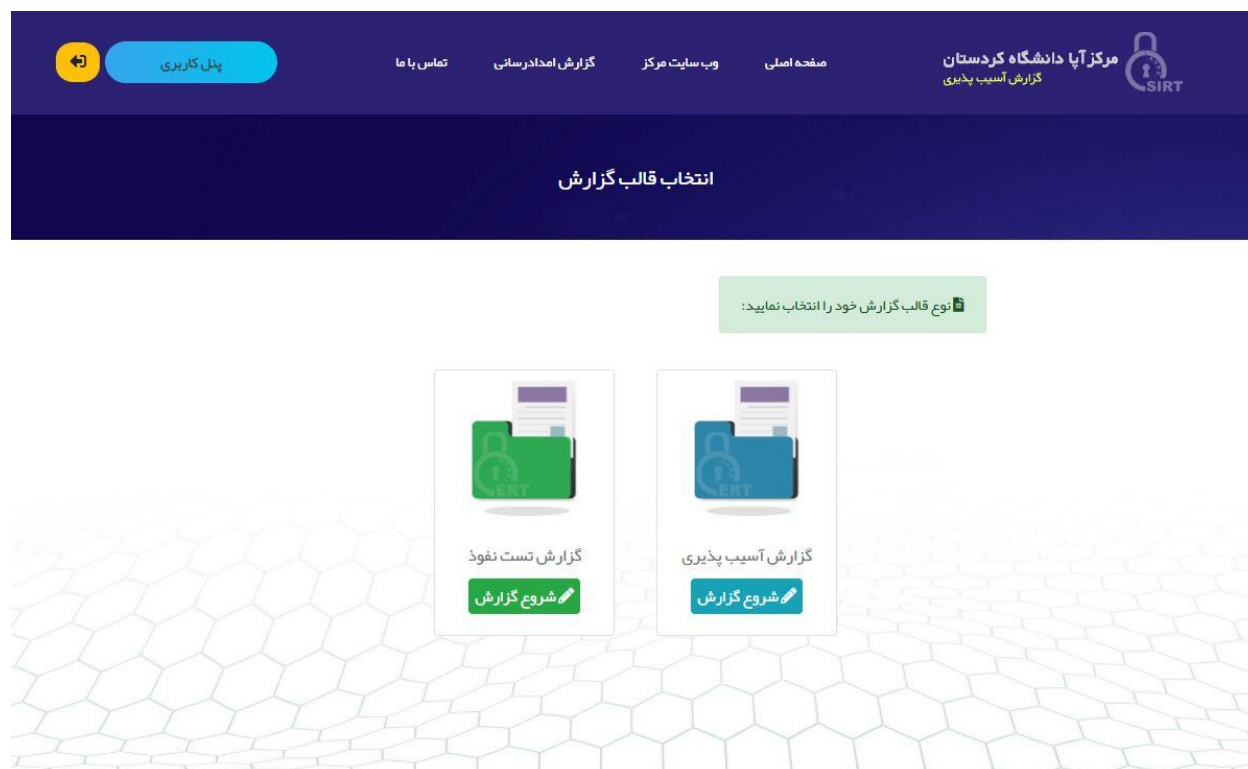 مرکز آپا دانشگاه کردستان
گزارش آسیب پذیری
SIRT
صفحه اصلی
وب سایت مرکز
گزارش امدادرسانی
تماس با ما
پنل کاربری
انتخاب قالب گزارش
نوع قالب گزارش خود را انتخاب نمایید:
ERT
گزارش آسیب پذیری
شروع گزارش
ERT
گزارش تست نفوذ
شروع گزارش